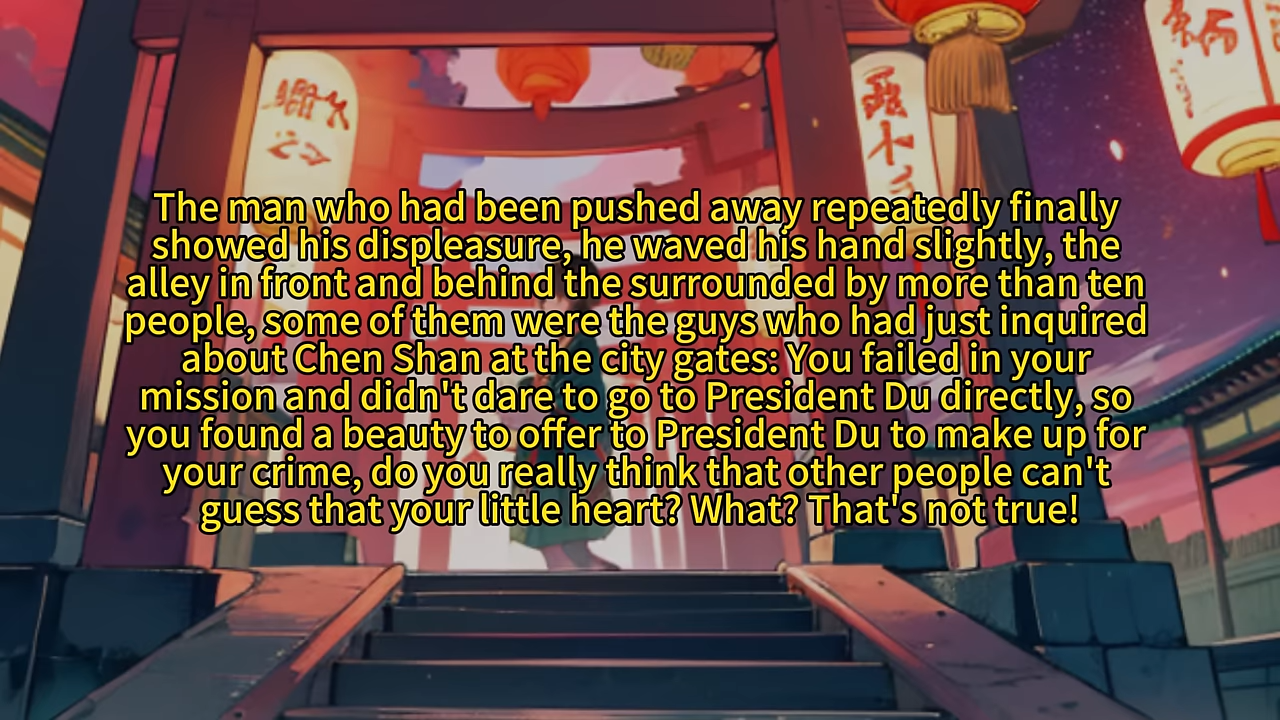 The man who had been pushed away repeatedly finally
showed his displeasure, he waved his hand slightly, the
alley in front and behind the surrounded by more than ten
people, some of them were the guys who had just inquired
about Chen Shan at the city gates: You failed in your
mission and didn't dare to go to President Du directly, so
you found a beauty to offer to President Du to make up for
your crime, do you really think that other people can't
guess that your little heart? What? That's not true!